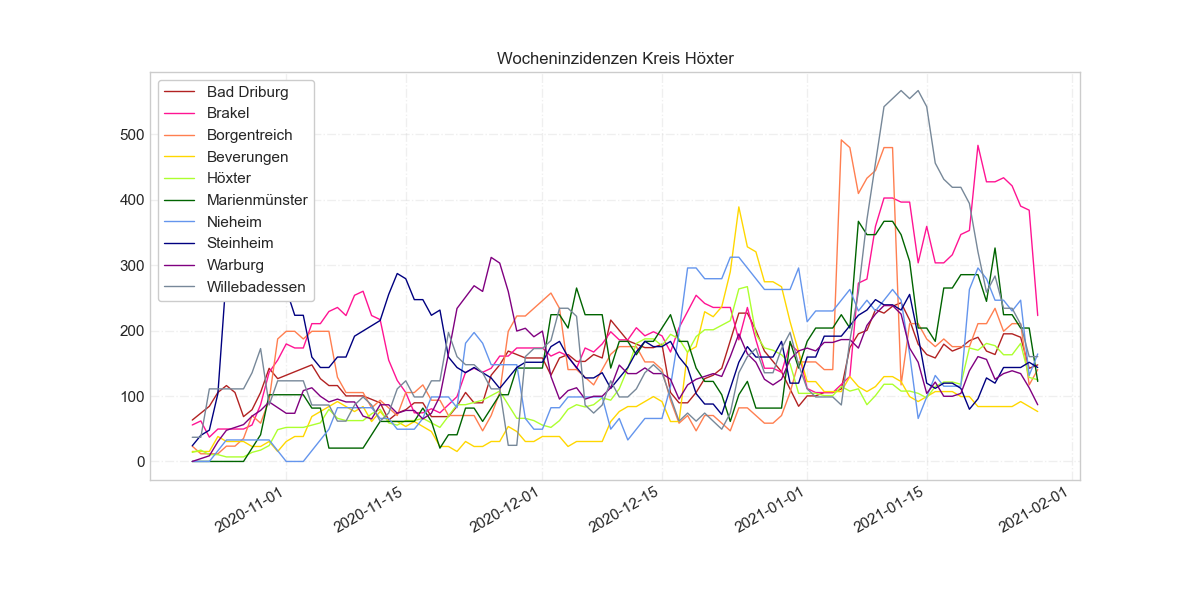 Wocheninzidenzen Kreis Höxter
Bad Driburg
Brakel
Borgentreich
Beverungen
Höxter
Marienmünster
Nieheim
Steinheim
Warburg
Willebadessen
500
400
300
200
100
0
2020-11-01
2020-11-15
2020-12-01
2020-12-15
2021-01-01
2021-01-15
2021-02-01